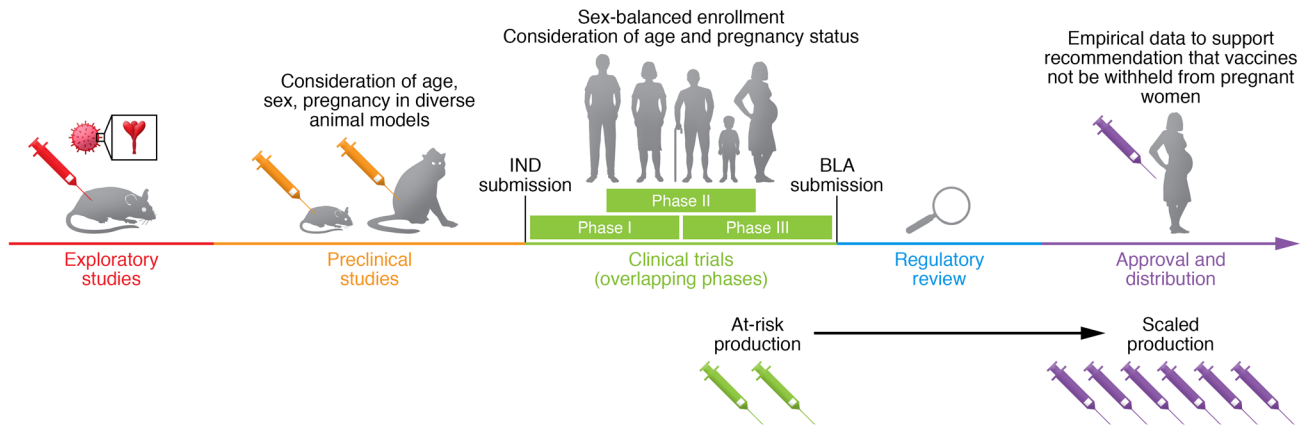 Sex-balanced enrollment
Consideration of age and pregnancy status
Empirical data to support
recommendation that vaccines
not be withheld from pregnant
women
Consideration of age,
sex, pregnancy in diverse
animal models
IND
submission
BLA
submission
Phase II
Phase I
Phase III
Exploratory
studies
Preclinical
studies
Clinical trials
(overlapping phases)
Regulatory
review
Approval and
distribution
At-risk
production
Scaled
production